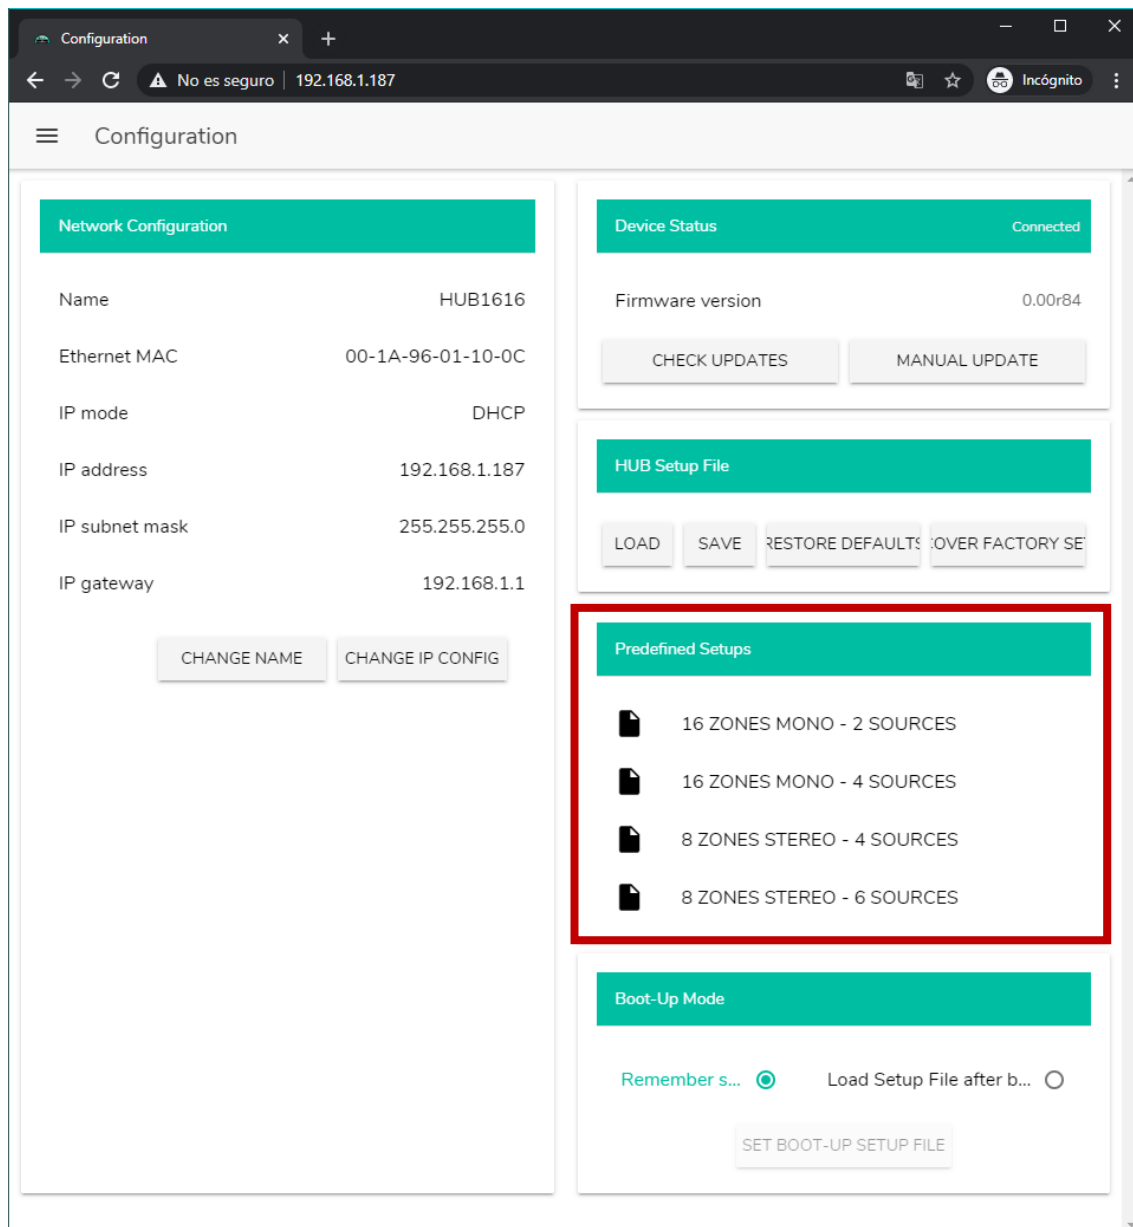 Configuration
No es seguro | 192.168.1.187
Incógnito
Configuration
Network Configuration
Name HUB1616
Ethernet MAC 00-1A-96-01-10-0C
IP mode DHCP
IP address 192.168.1.187
IP subnet mask 255.255.255.0
IP gateway 192.168.1.1
CHANGE NAME CHANGE IP CONFIG
Device Status Connected
Firmware version 0.00r84
CHECK UPDATES MANUAL UPDATE
HUB Setup File
LOAD SAVE RESTORE DEFAULTS COVER FACTORY SE
Predefined Setups
16 ZONES MONO - 2 SOURCES
16 ZONES MONO - 4 SOURCES
8 ZONES STEREO - 4 SOURCES
8 ZONES STEREO - 6 SOURCES
Boot-Up Mode
Remember s... Load Setup File after b...
SET BOOT-UP SETUP FILE